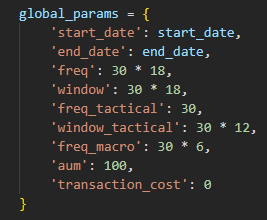 global_params = {
    'start_date': start_date,
    'end_date': end_date,
    'freq': 30 * 18,
    'window': 30 * 18,
    'freq_tactical': 30,
    'window_tactical': 30 * 12,
    'freq_macro': 30 * 6,
    'aum': 100,
    'transaction_cost': 0
}